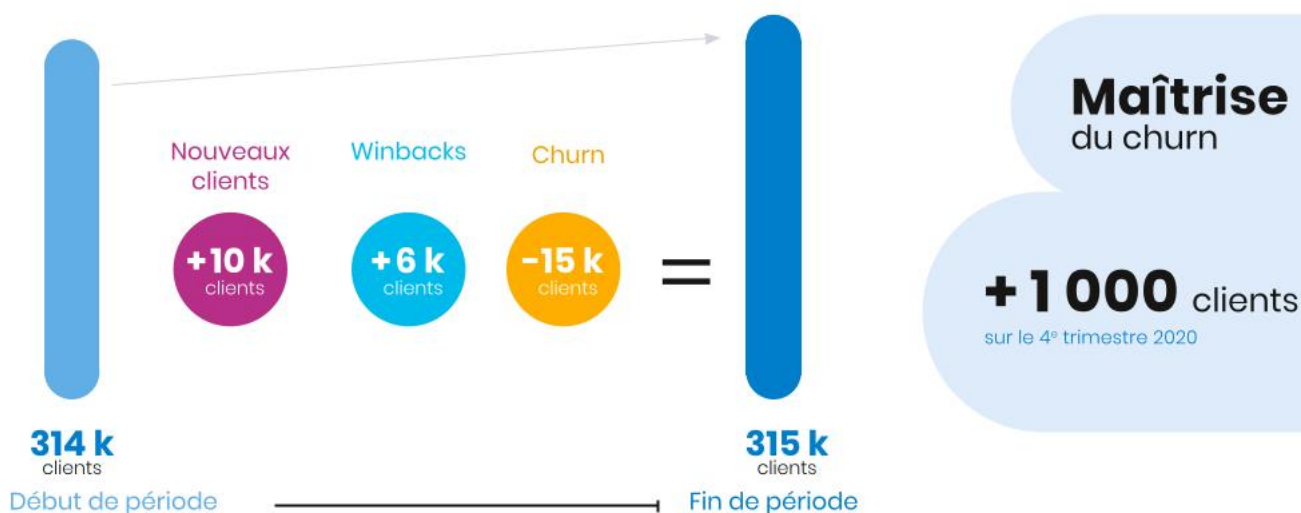 Nouveaux
clients
Winbacks
Churn
+10 k
clients
+6 k
clients
-15 k
clients
=
314 k
clients
Début de période
315 k
clients
Fin de période
Maîtrise
du churn
+1 000 clients
sur le 4e trimestre 2020